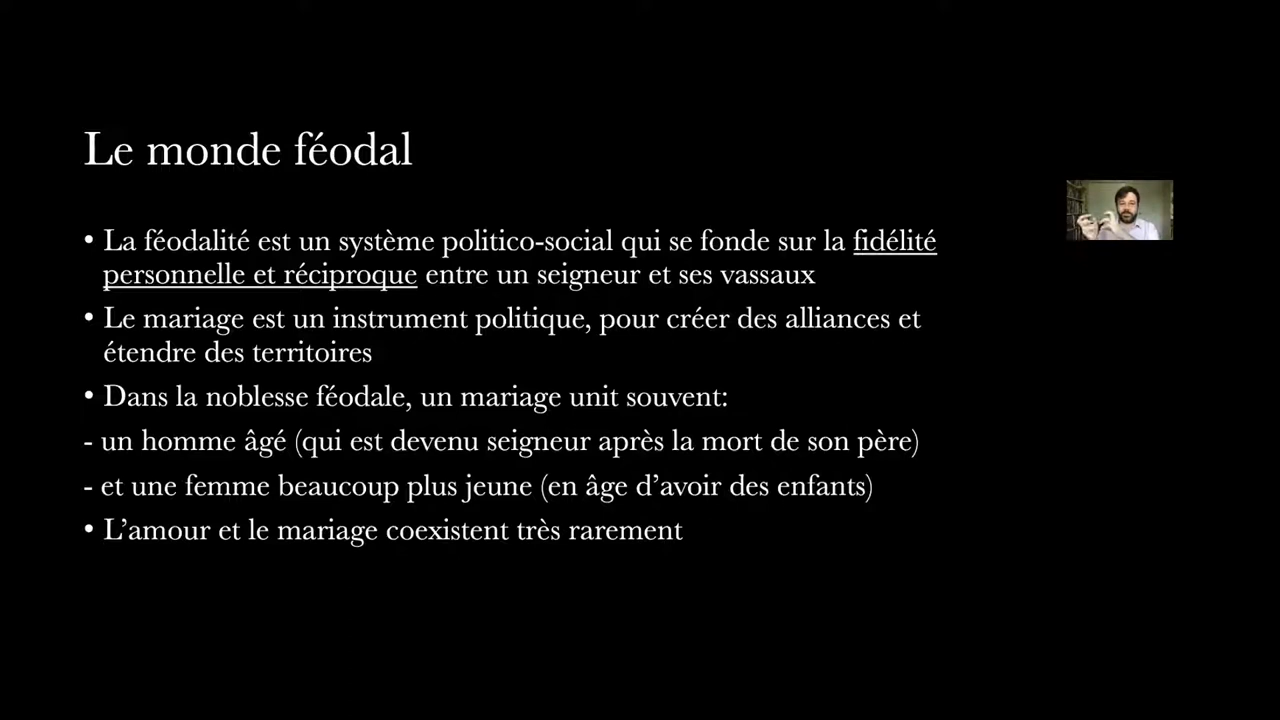 Le monde féodal
• La féodalité est un système politico-social qui se fonde sur la fidélité
personnelle et réciproque entre un seigneur et ses vassaux
• Le mariage est un instrument politique, pour créer des alliances et
étendre des territoires
• Dans la noblesse féodale, un mariage unit souvent:
- un homme âgé (qui est devenu seigneur après la mort de son père)
- et une femme beaucoup plus jeune (en âge d’avoir des enfants)
• L’amour et le mariage coexistent très rarement